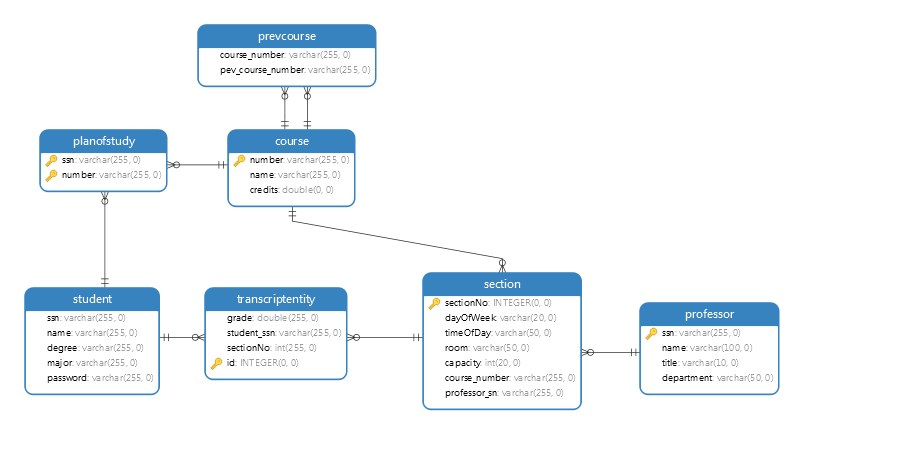 prevcourse
course_number: varchar(255, 0)
pev_course_number: varchar(255, 0)
planofstudy
ssn: varchar(255, 0)
number: varchar(255, 0)
course
number: varchar(255, 0)
name: varchar(255, 0)
credits: double(0, 0)
student
ssn: varchar(255, 0)
name: varchar(255, 0)
degree: varchar(255, 0)
major: varchar(255, 0)
password: varchar(255, 0)
transcriptentity
grade: double(255, 0)
student_ssn: varchar(255, 0)
sectionNo: int(255, 0)
id: INTEGER(0, 0)
section
sectionNo: INTEGER(0, 0)
dayOfWeek: varchar(20, 0)
timeOfDay: varchar(50, 0)
room: varchar(50, 0)
capacity: int(20, 0)
course_number: varchar(255, 0)
professor_sn: varchar(255, 0)
professor
ssn: varchar(255, 0)
name: varchar(100, 0)
title: varchar(10, 0)
department: varchar(50, 0)